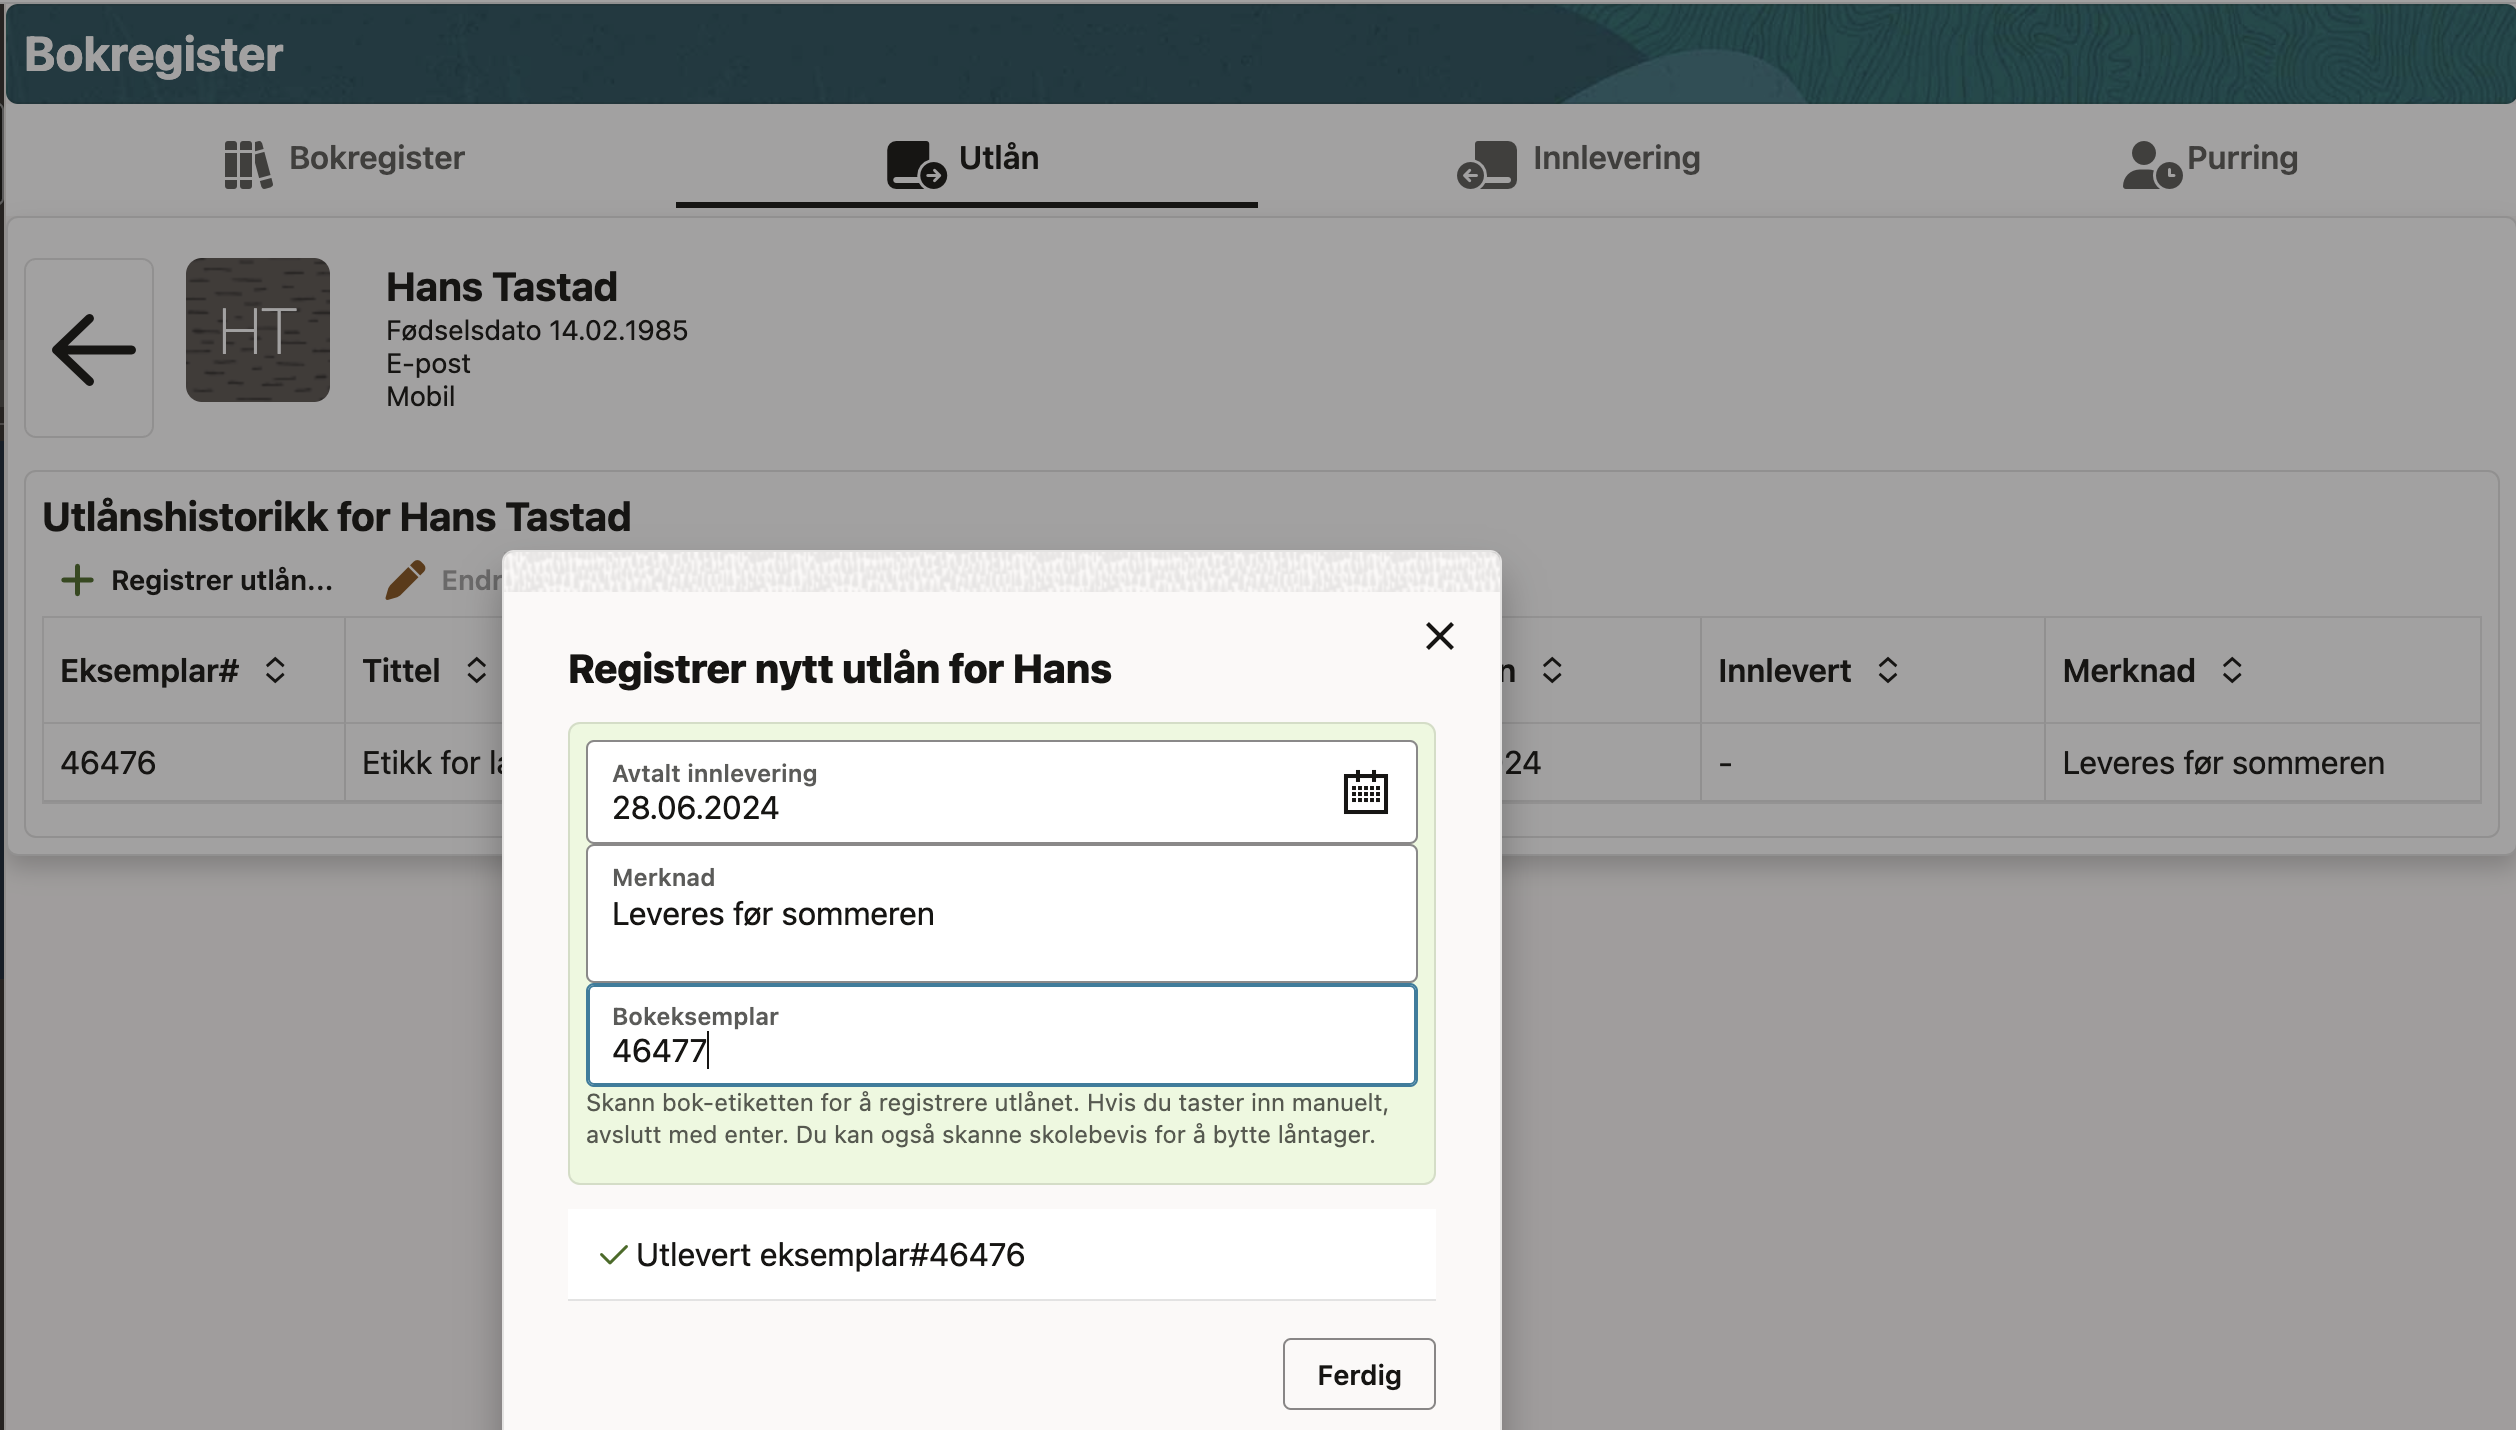 Bokregister
Bokregister
Utlån
Innlevering
Purring
HT
Hans Tastad
Fødselsdato 14.02.1985
E-post
Mobil
Utlånshistorikk for Hans Tastad
Registrer utlån...
Endr
Eksemplar#
Tittel
n
Innlevert
Merknad
46476
Etikk for
24
-
Leveres før sommeren
Registrer nytt utlån for Hans
Avtalt innlevering
28.06.2024
Merknad
Leveres før sommeren
Bokeksemplar
46477
Skann bok-etiketten for å registrere utlånet. Hvis du taster inn manuelt,
avslutt med enter. Du kan også skanne skolebevis for å bytte låntager.
Utlevert eksemplar#46476
Ferdig